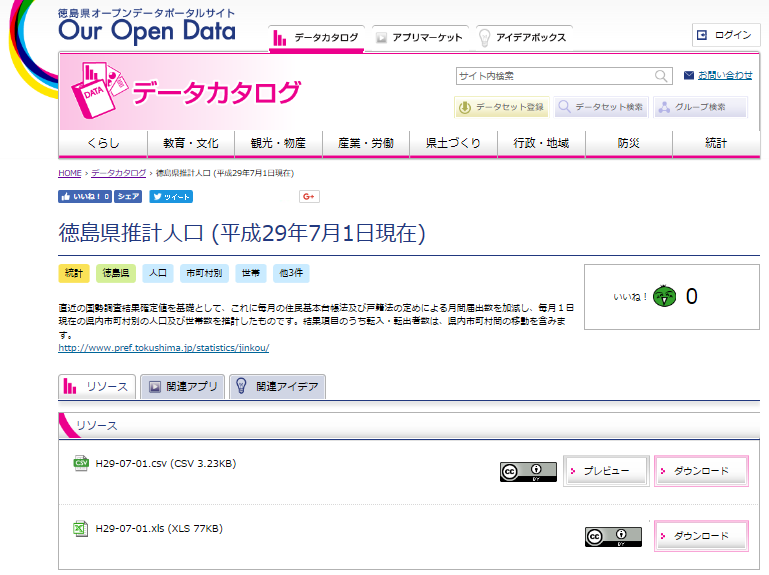 徳島県オープンデータポータルサイト
Our Open Data
データカタログ
アプリマーケット
アイデアボックス
ログイン
DATA
データカタログ
サイト内検索
お問い合わせ
データセット登録
データセット検索
グループ検索
くらし
教育・文化
観光・物産
産業・労働
県土づくり
行政・地域
防災
統計
HOME › データカタログ › 徳島県推計人口 (平成29年7月1日現在)
いいね！ 0
シェア
ツイート
G+
徳島県推計人口 (平成29年7月1日現在)
統計
徳島県
人口
市町村別
世帯
他3件
いいね！
0
直近の国勢調査結果確定値を基礎として、これに毎月の住民基本台帳法及び戸籍法の定めによる月間届出数を加減し、毎月１日
現在の県内市町村別の人口及び世帯数を推計したものです。結果項目のうち転入・転出者数は、県内市町村間の移動を含みま
す。
http://www.pref.tokushima.jp/statistics/jinkou/
リソース
関連アプリ
関連アイデア
リソース
CSV
H29-07-01.csv (CSV 3.23KB)
cc
BY
プレビュー
ダウンロード
H29-07-01.xls (XLS 77KB)
cc
BY
ダウンロード